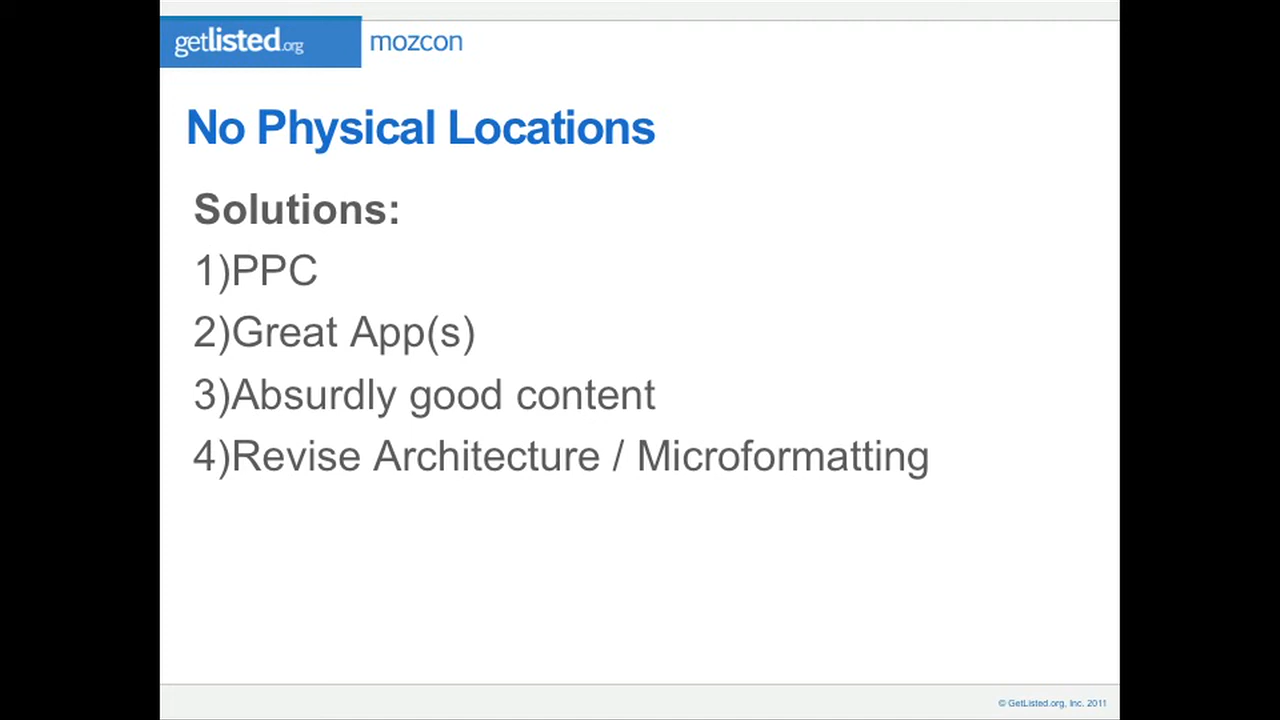 getlisted.org mozcon
No Physical Locations
Solutions:
1)PPC
2)Great App(s)
3)Absurdly good content
4)Revise Architecture / Microformatting
© GetListed.org, Inc. 2011